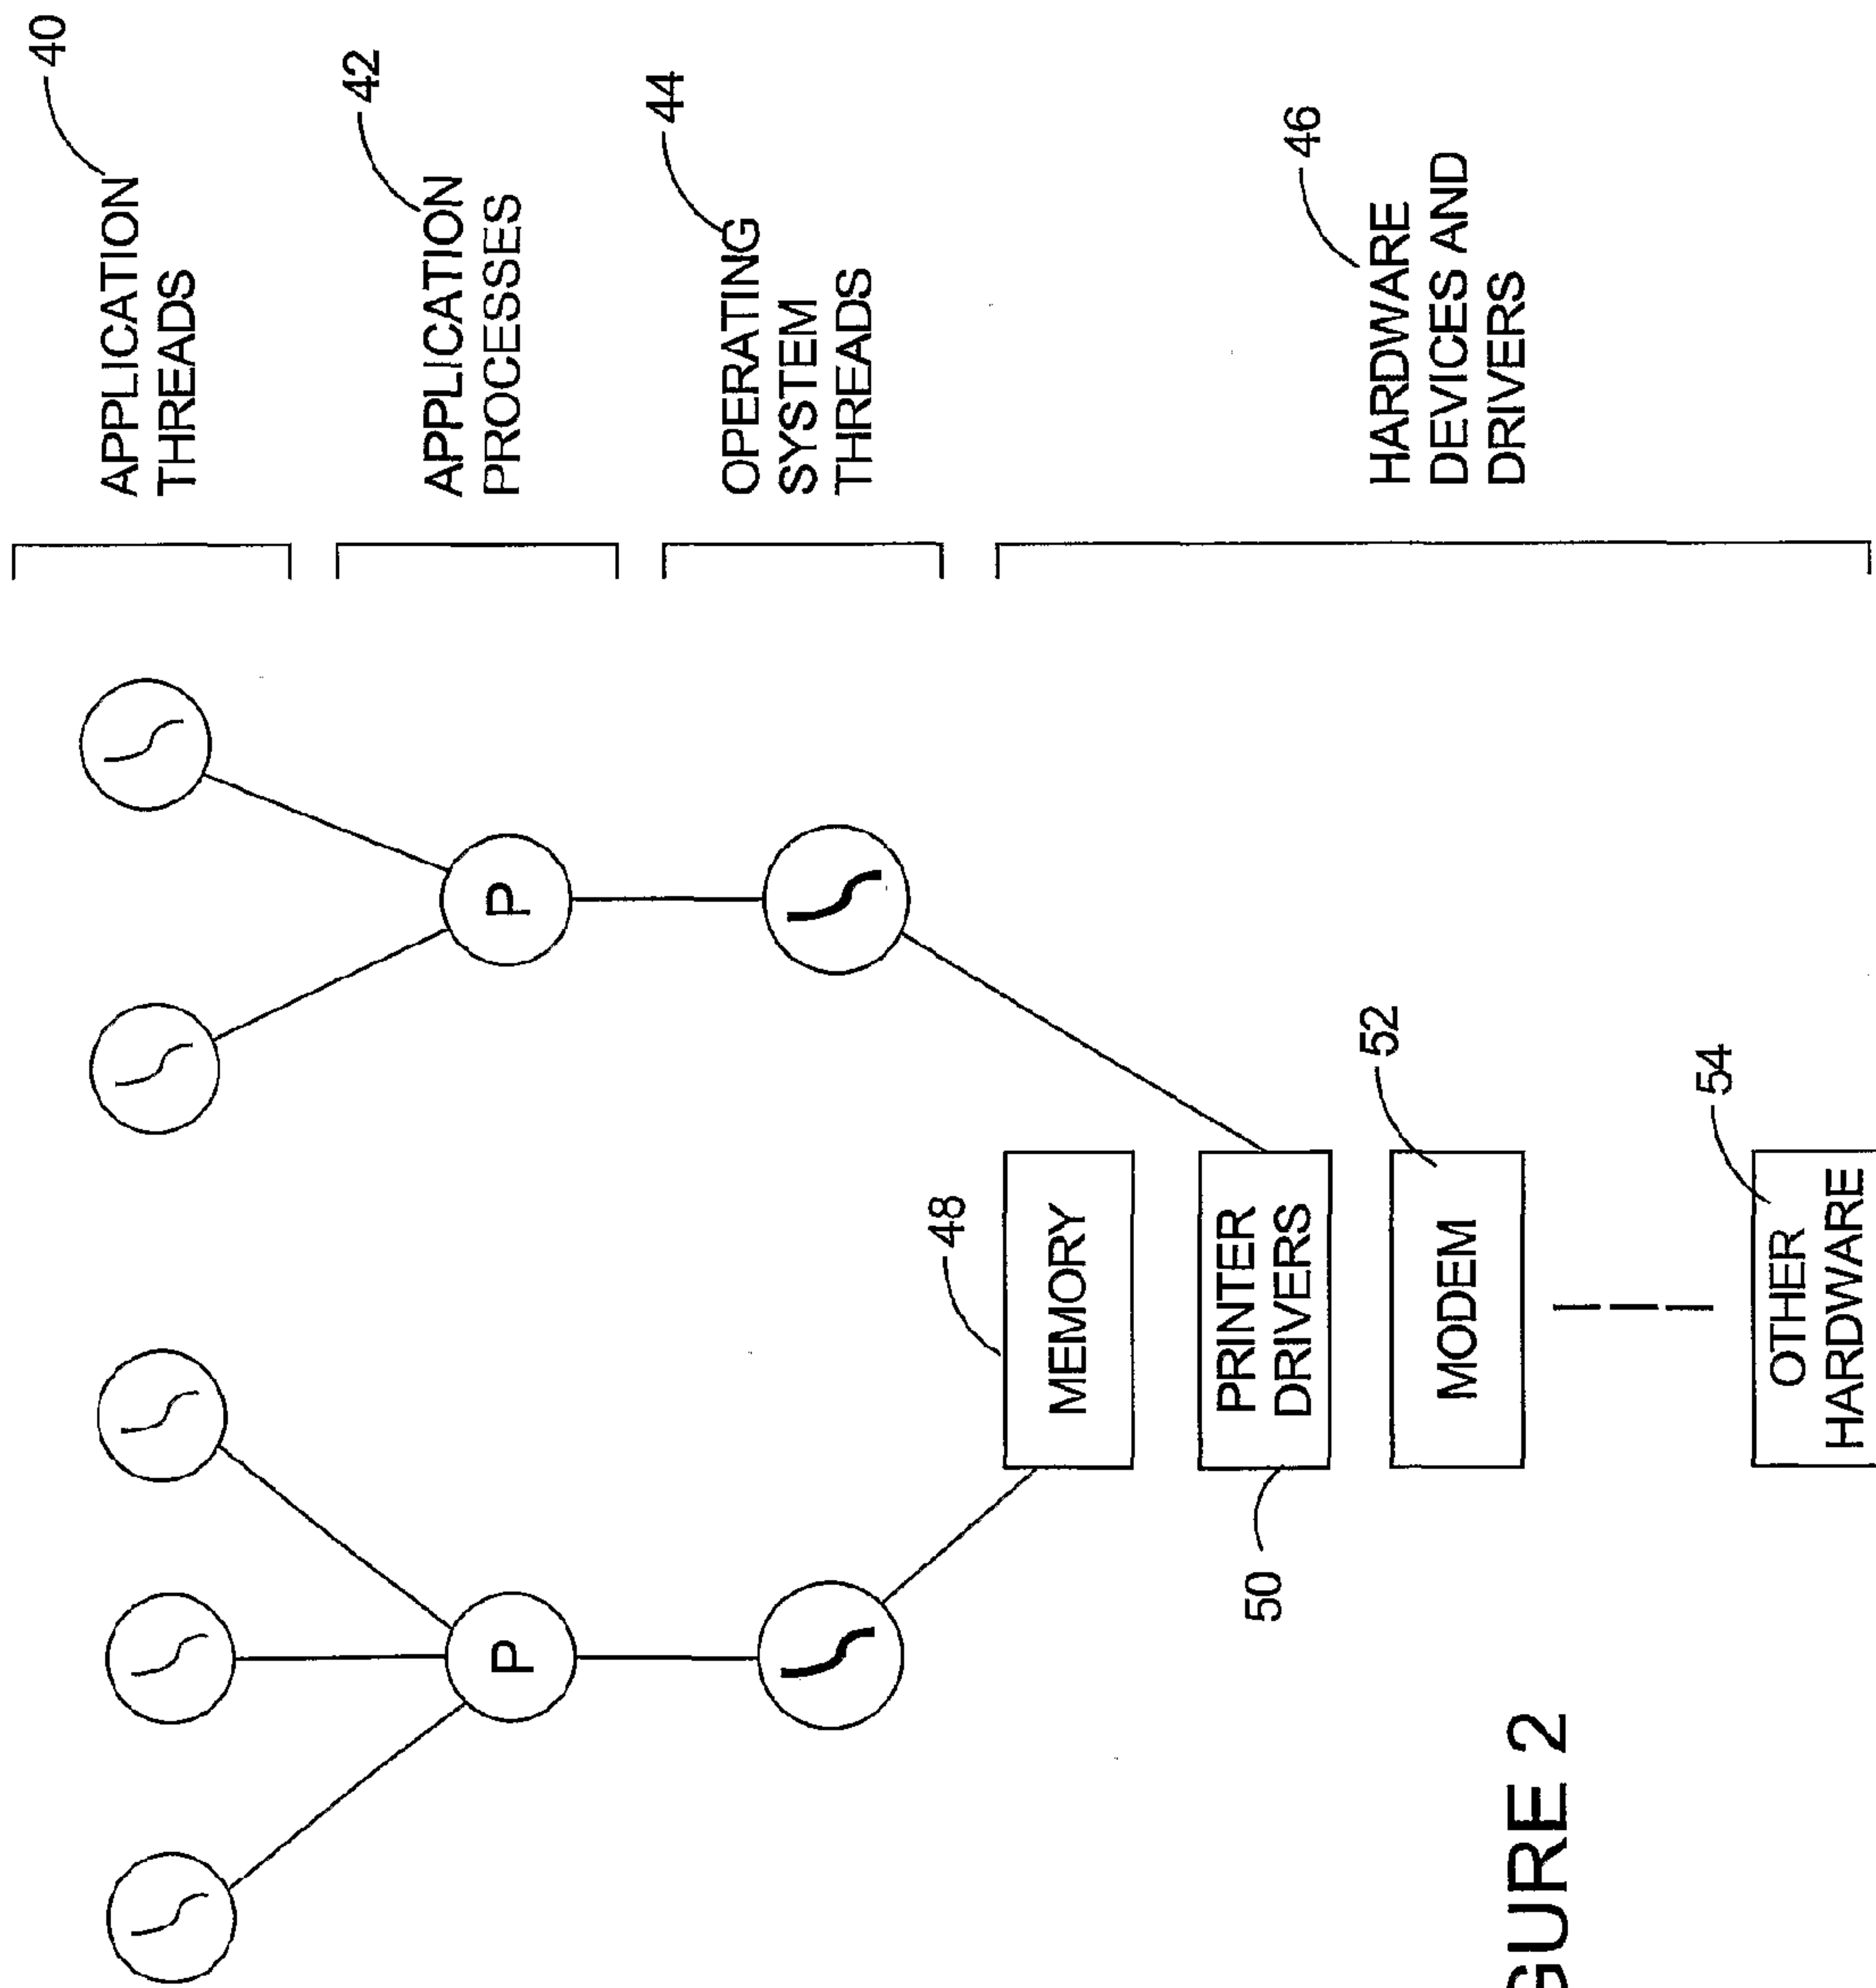 40
APPLICATION
THREADS
42
APPLICATION
PROCESSES
44
OPERATING
SYSTEM
THREADS
46
HARDWARE
DEVICES AND
DRIVERS
P
P
48
MEMORY
50
PRINTER
DRIVERS
52
MODEM
54
OTHER
HARDWARE
GURE 2